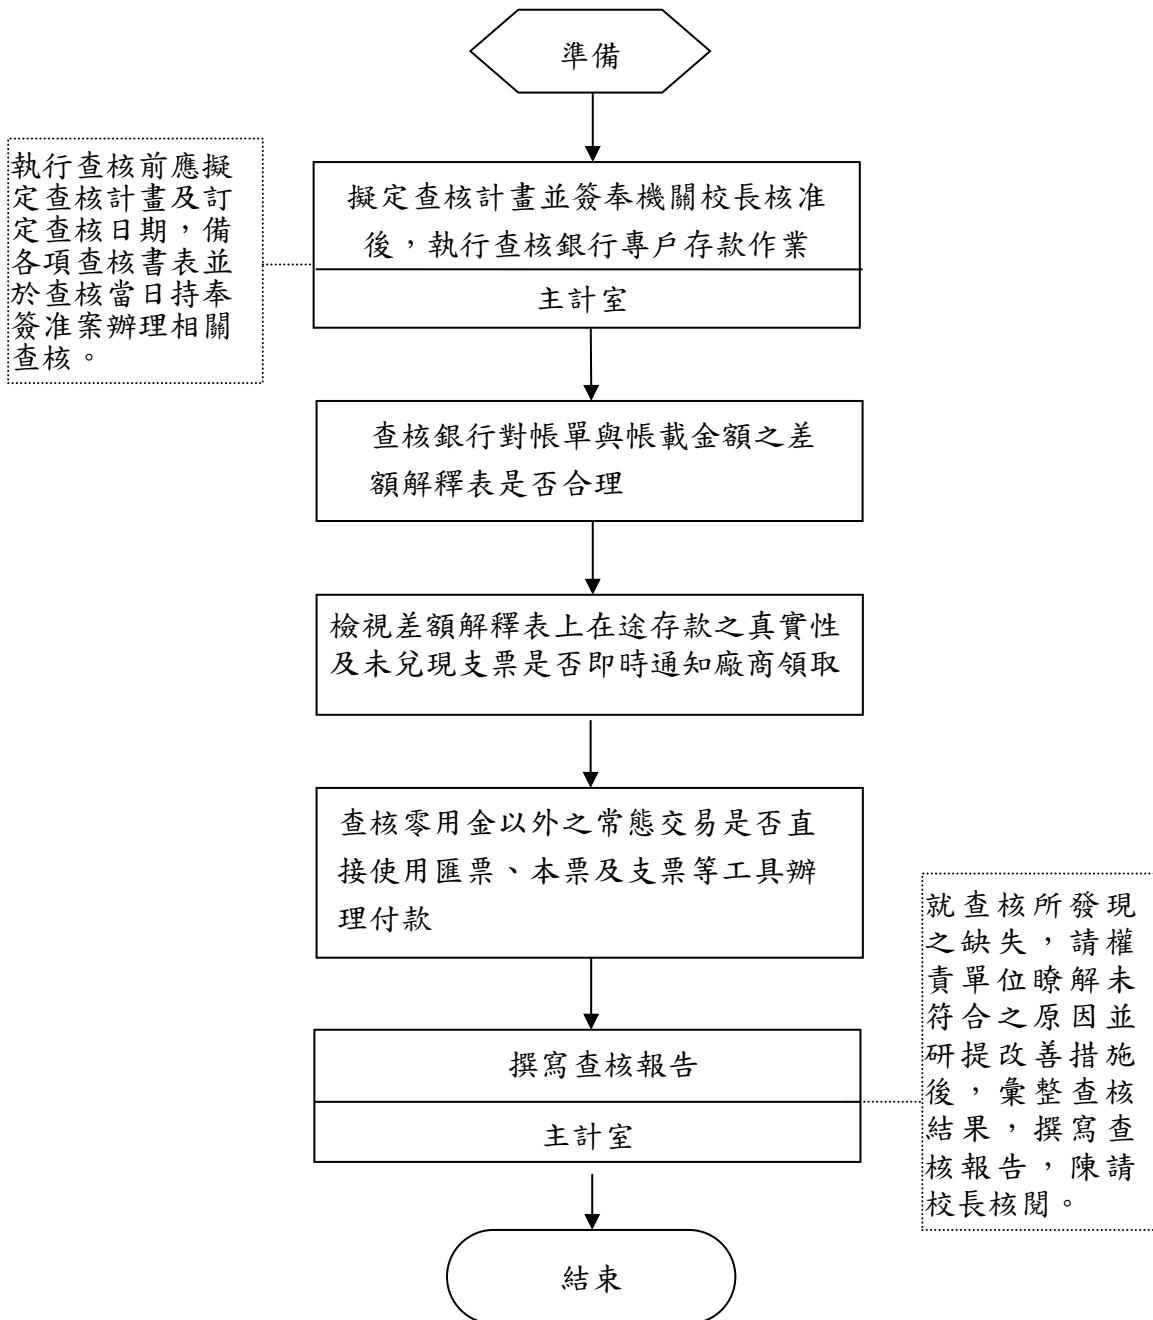 準備
執行查核前應擬
定查核計畫及訂
定查核日期，備
各項查核書表並
於查核當日持奉
簽准案辦理相關
查核。
擬定查核計畫並簽奉機關校長核准
後，執行查核銀行專戶存款作業
主計室
查核銀行對帳單與帳載金額之差
額解釋表是否合理
檢視差額解釋表上在途存款之真實性
及未兌現支票是否即時通知廠商領取
查核零用金以外之常態交易是否直
接使用匯票、本票及支票等工具辦
理付款
撰寫查核報告
主計室
就查核所發現
之缺失，請權
責單位瞭解未
符合之原因並
研提改善措施
後，彙整查核
結果，撰寫查
核報告，陳請
校長核閱。
結束